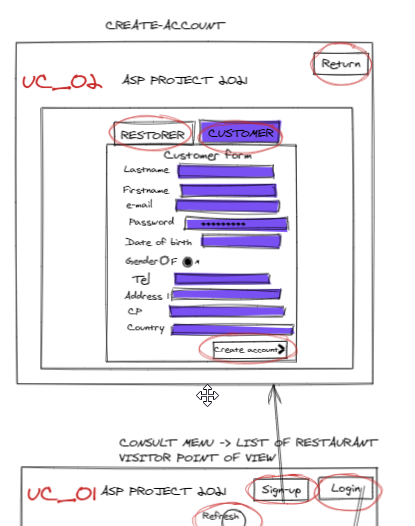 CREATE-ACCOUNT
Return
UC_02 ASP PROJECT 2021
RESTORER CUSTOMER
Customer form
Lastname
Firstname
e-mail
Password
Date of birth
Gender F M
Tel
Address 1
CP
Country
Create account
CONSULT MENU -> LIST OF RESTAURANT
VISITOR POINT OF VIEW
UC_01 ASP PROJECT 2021 Sign-up Login
Refresh